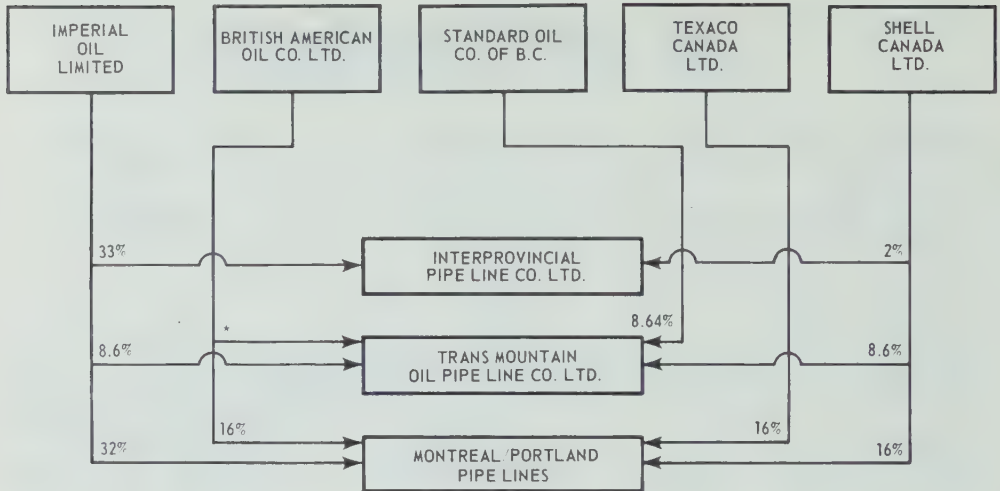 IMPERIAL
OIL
LIMITED
BRITISH AMERICAN
OIL CO. LTD.
STANDARD OIL
CO. OF B.C.
TEXACO
CANADA
LTD.
SHELL
CANADA
LTD.
33%
INTERPROVINCIAL
PIPE LINE CO. LTD.
2%
*
8.64%
8.6%
TRANS MOUNTAIN
OIL PIPE LINE CO. LTD.
8.6%
16%
16%
32%
MONTREAL/PORTLAND
PIPE LINES
16%